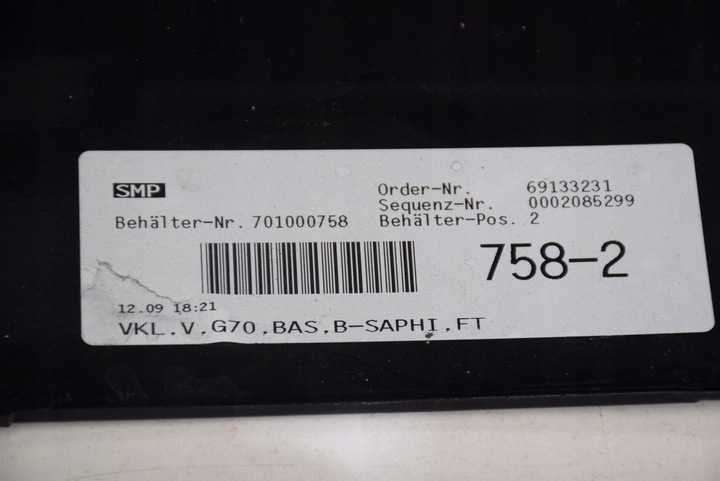 SMP
Order-Nr. 69133231
Sequenz-Nr. 0002085299
Behälter-Nr. 701000758 Behälter-Pos. 2
758-2
12.09 18:21
VKL.V,G70,BAS,B-SAPHI,FT